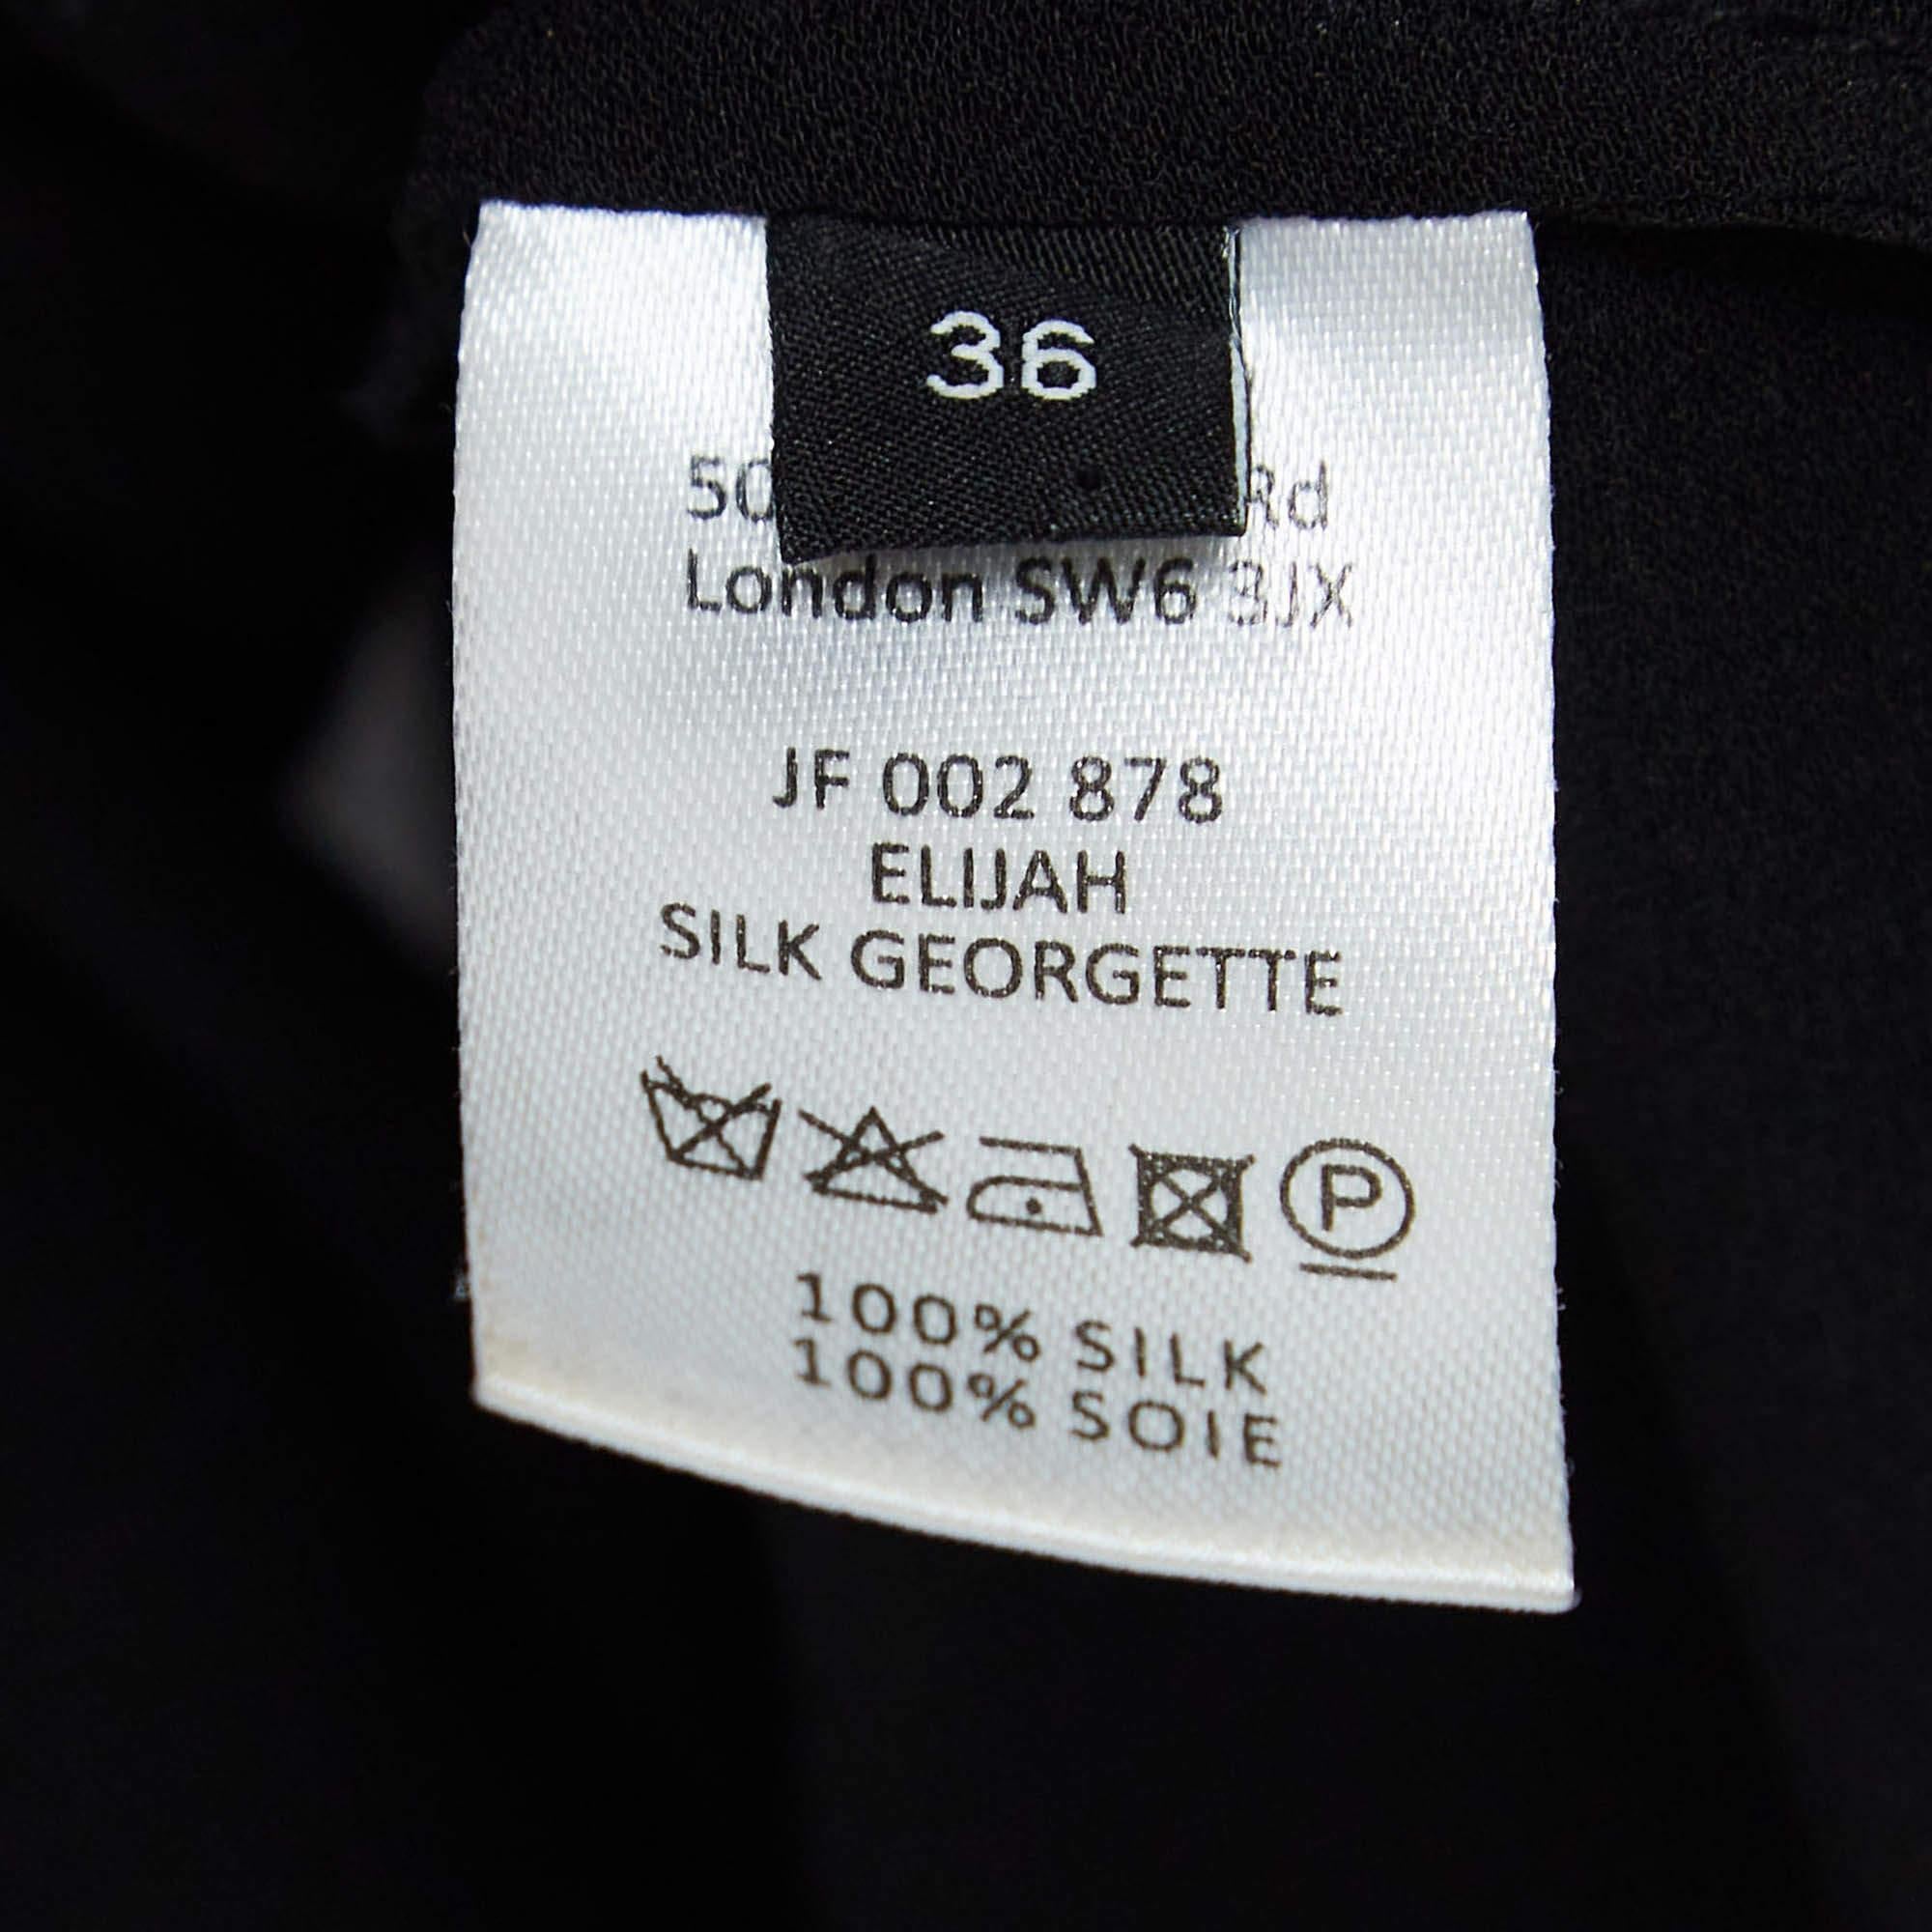 36
London SW6 3JX
JF 002 878
ELIJAH
SILK GEORGETTE
P
100% SILK
100% SOIE